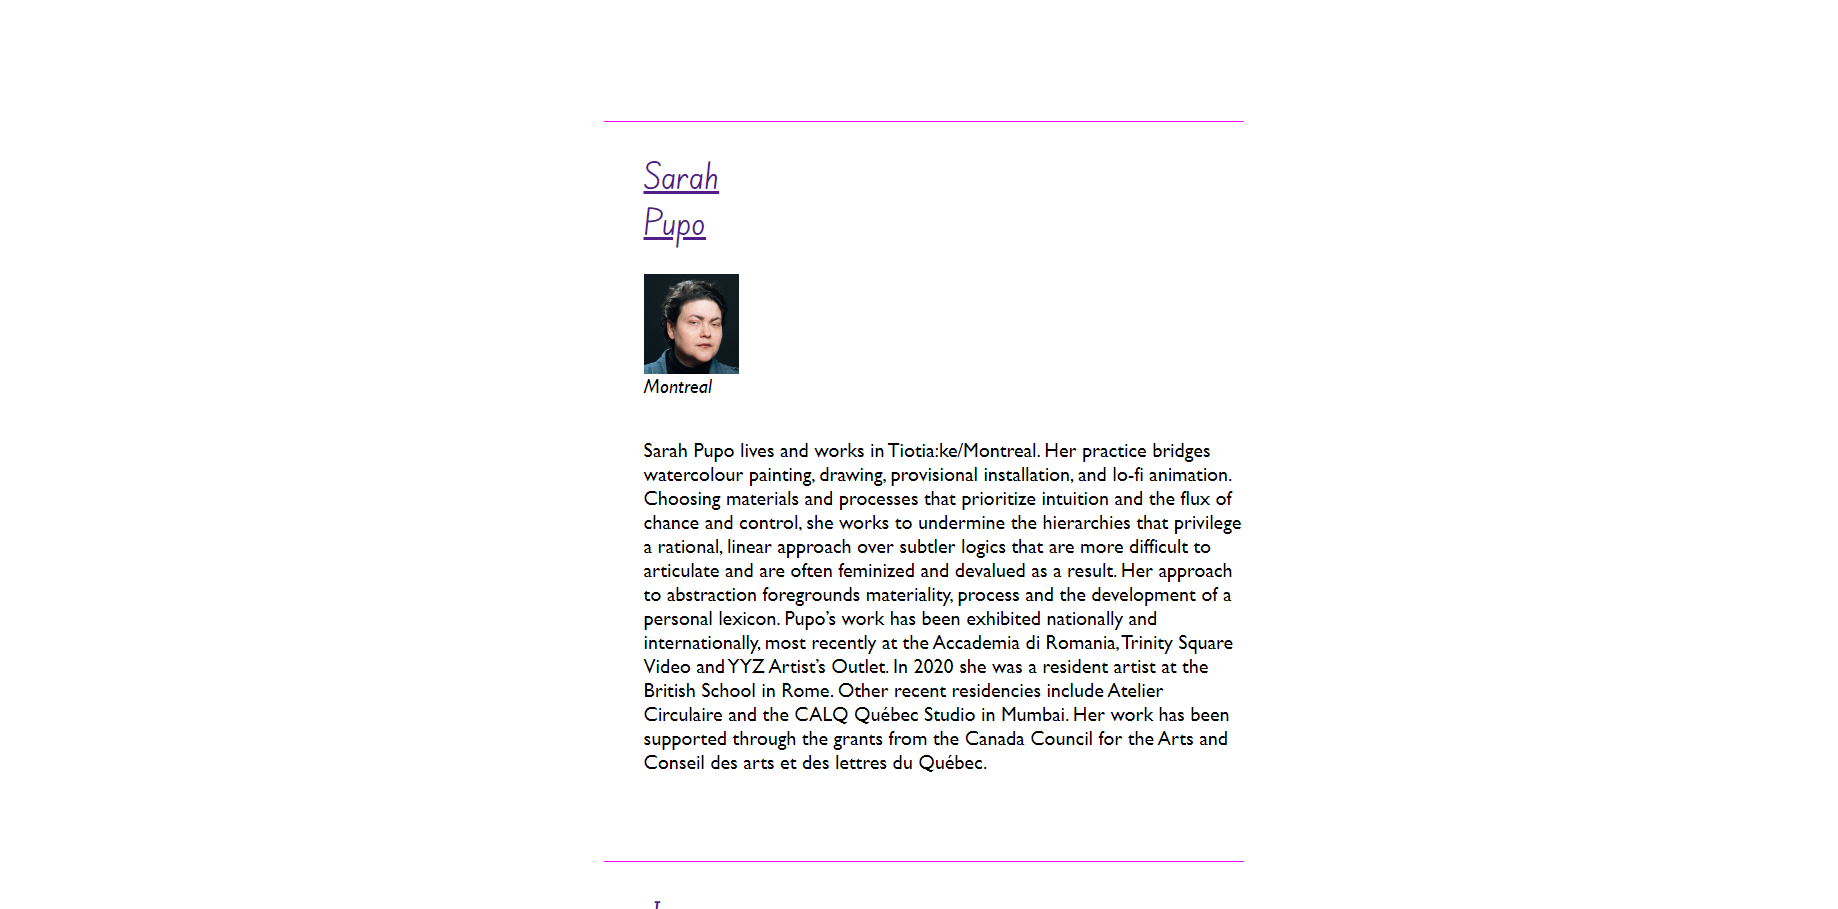 Sarah
Pupo
Montreal
Sarah Pupo lives and works in Tiotia:ke/Montreal. Her practice bridges
watercolour painting, drawing, provisional installation, and lo-fi animation.
Choosing materials and processes that prioritize intuition and the flux of
chance and control, she works to undermine the hierarchies that privilege
a rational, linear approach over subtler logics that are more difficult to
articulate and are often feminized and devalued as a result. Her approach
to abstraction foregrounds materiality, process and the development of a
personal lexicon. Pupo’s work has been exhibited nationally and
internationally, most recently at the Accademia di Romania, Trinity Square
Video and YYZ Artist’s Outlet. In 2020 she was a resident artist at the
British School in Rome. Other recent residencies include Atelier
Circulaire and the CALQ Québec Studio in Mumbai. Her work has been
supported through the grants from the Canada Council for the Arts and
Conseil des arts et des lettres du Québec.